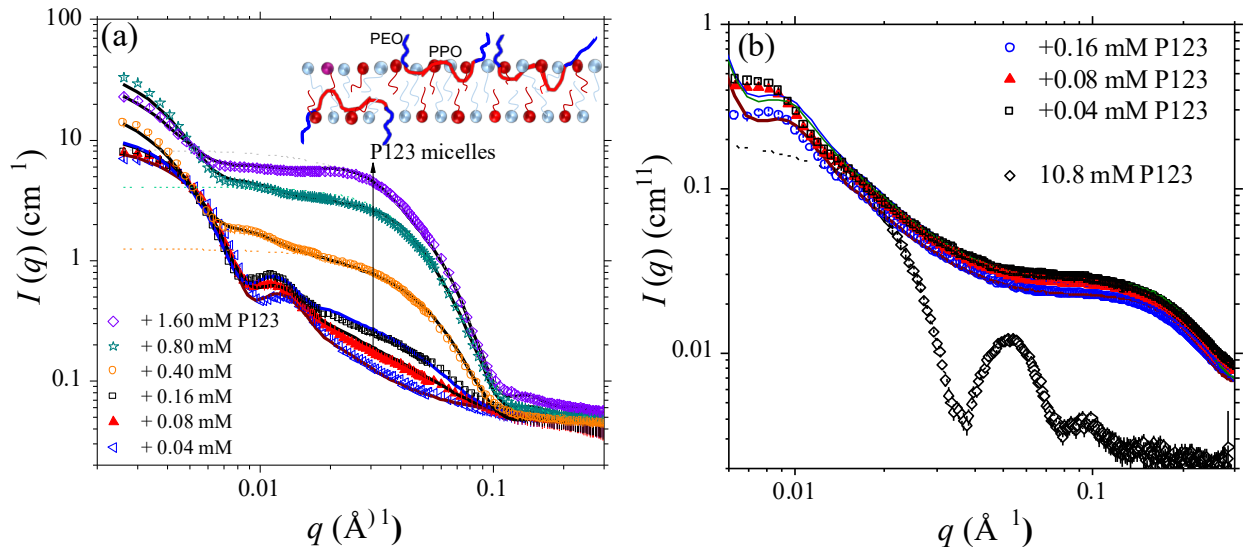 (a)
100
10
1
0.1
I (q) (cm 1)
PEO
PPO
P123 micelles
+ 1.60 mM P123
+ 0.80 mM
+ 0.40 mM
+ 0.16 mM
+ 0.08 mM
+ 0.04 mM
0.01
0.1
q (Å) 1)
(b)
1
0.1
0.01
I (q) (cm11)
+0.16 mM P123
+0.08 mM P123
+0.04 mM P123
10.8 mM P123
0.01
0.1
q (Å 1)